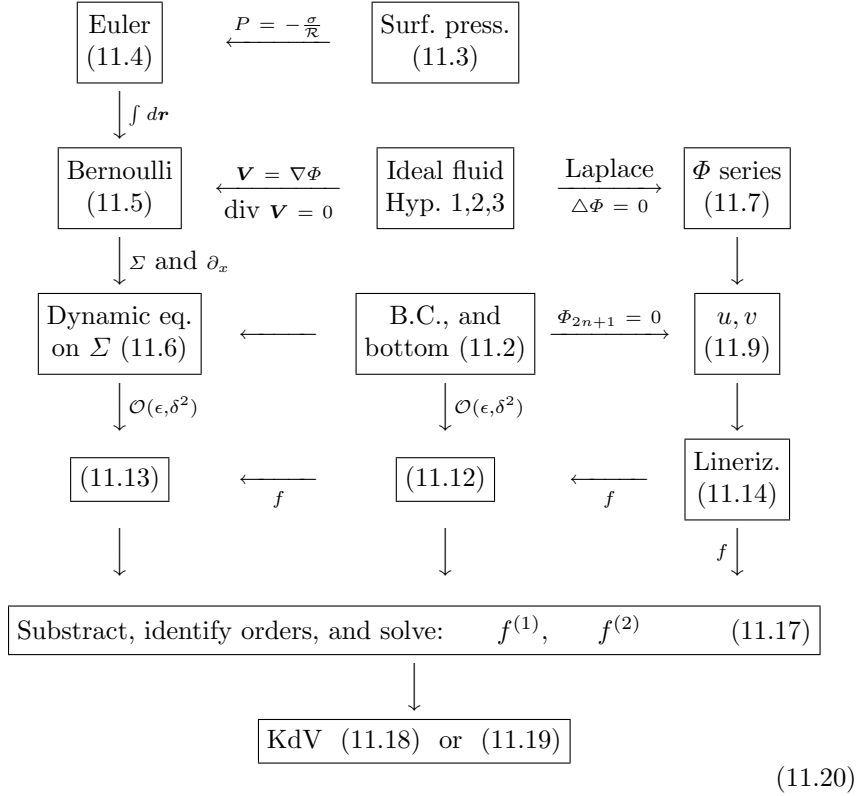 Euler P = −σ/ℛ Surf. press.
(11.4) (11.3)
∫ d𝒓
Bernoulli 𝑽 = ∇Φ Ideal fluid Laplace Φ series
(11.5) div 𝑽 = 0 Hyp. 1,2,3 △Φ = 0 (11.7)
Σ and ∂ₓ
Dynamic eq. B.C., and Φ₂ₙ₊₁ = 0 u, v
on Σ (11.6) bottom (11.2) (11.9)
𝒪(ϵ,δ²) 𝒪(ϵ,δ²)
Lineriz.
(11.13) f (11.12) f (11.14)
f
Substract, identify orders, and solve: f⁽¹⁾, f⁽²⁾ (11.17)
KdV (11.18) or (11.19)
(11.20)